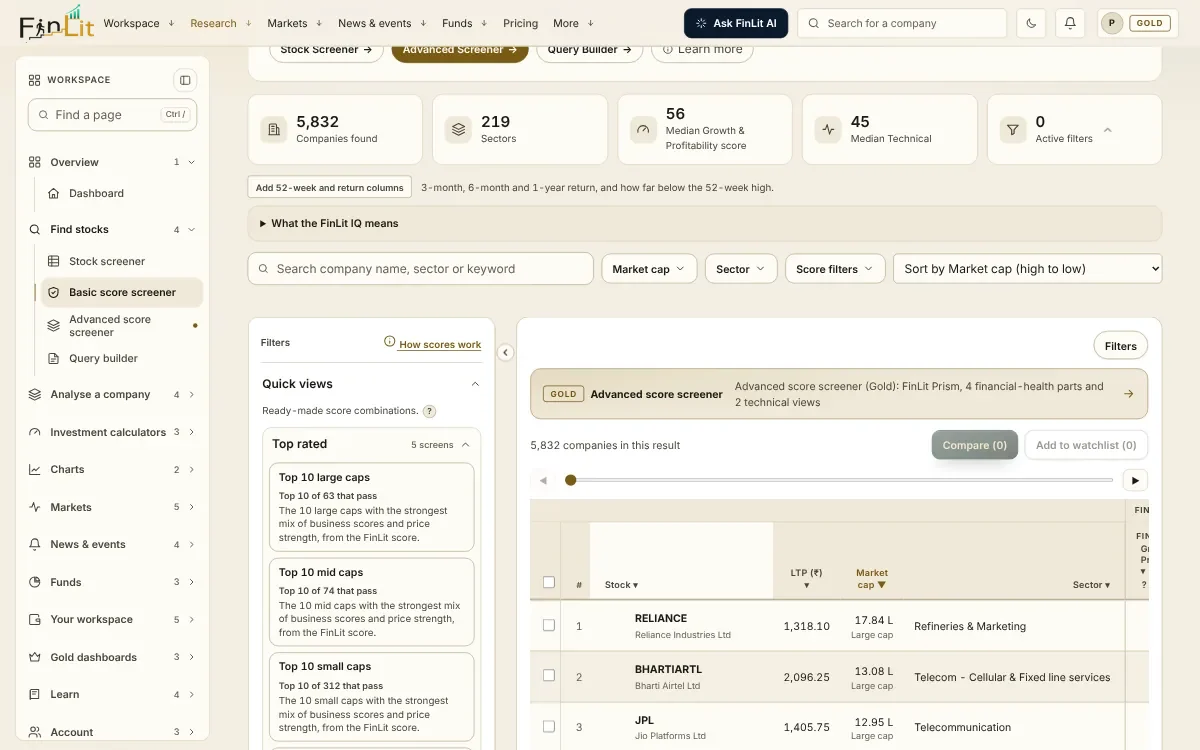 FinLit
Workspace
Research
Markets
News & events
Funds
Pricing
More
Ask FinLit AI
Search for a company
P
GOLD
Stock Screener →
Advanced Screener →
Query Builder →
Learn more
WORKSPACE
Find a page
Ctrl /
Overview 1
Dashboard
Find stocks 4
Stock screener
Basic score screener
Advanced score
screener
Query builder
Analyse a company 4
Investment calculators 3
Charts 2
Markets 5
News & events 4
Funds 3
Your workspace 5
Gold dashboards 3
Learn 4
Account 3
5,832
Companies found
219
Sectors
56
Median Growth &
Profitability score
45
Median Technical
0
Active filters
Add 52-week and return columns
3-month, 6-month and 1-year return, and how far below the 52-week high.
▶ What the FinLit IQ means
Search company name, sector or keyword
Market cap
Sector
Score filters
Sort by Market cap (high to low)
Filters
How scores work
Quick views
Ready-made score combinations. ?
Top rated
5 screens
Top 10 large caps
Top 10 of 63 that pass
The 10 large caps with the strongest
mix of business scores and price
strength, from the FinLit score.
Top 10 mid caps
Top 10 of 74 that pass
The 10 mid caps with the strongest mix
of business scores and price strength,
from the FinLit score.
Top 10 small caps
Top 10 of 312 that pass
The 10 small caps with the strongest
mix of business scores and price
strength, from the FinLit score.
Filters
GOLD
Advanced score screener
Advanced score screener (Gold): FinLit Prism, 4 financial-health parts and
2 technical views
→
5,832 companies in this result
Compare (0)
Add to watchlist (0)
◀
▶
FIN
# Stock ▾
LTP (₹)
▾
Market
cap ▼
Sector ▾
FIN
Gr
Pr
▾
?
1 RELIANCE 1,318.10 17.84 L Refineries & Marketing
Reliance Industries Ltd Large cap
2 BHARTIARTL 2,096.25 13.08 L Telecom - Cellular & Fixed line services
Bharti Airtel Ltd Large cap
3 JPL 1,405.75 12.95 L Telecommunication
Jio Platforms Ltd Large cap